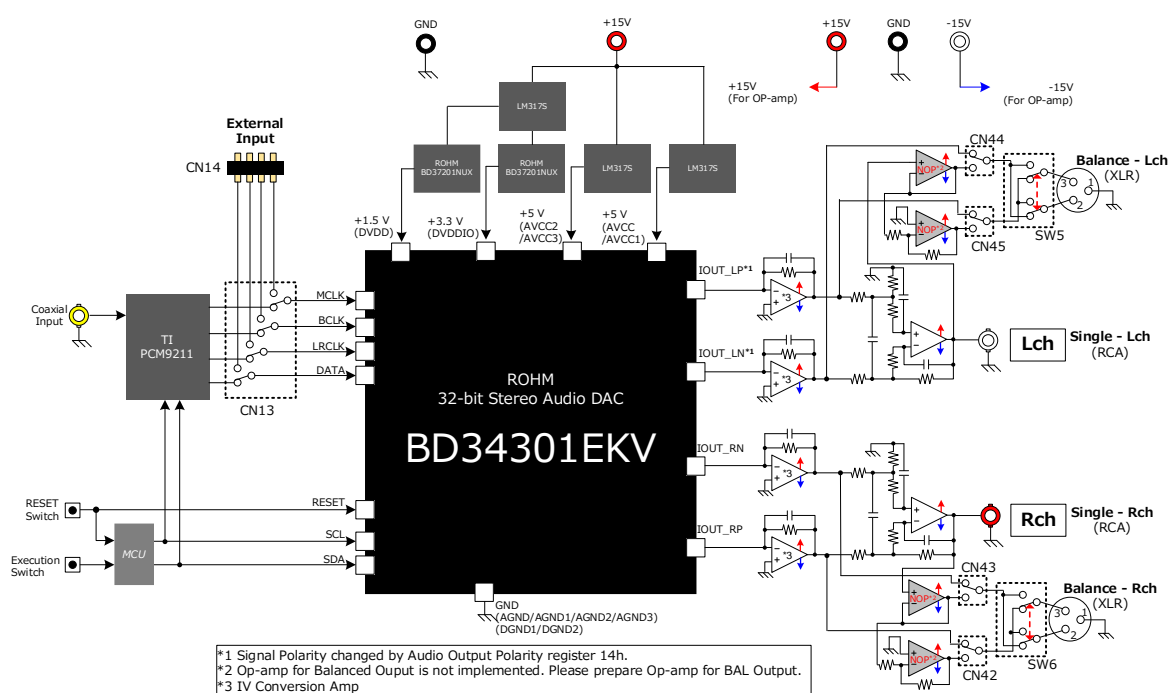 GND
+15V
+15V
GND
-15V
+15V
(For OP-amp)
-15V
(For OP-amp)
LM317S
ROHM
BD37201NUX
ROHM
BD37201NUX
LM317S
LM317S
External
Input
CN14
+1.5 V
(DVDD)
+3.3 V
(DVDDIO)
+5 V
(AVCC2
/AVCC3)
+5 V
(AVCC
/AVCC1)
CN44
NOP*2
Balance - Lch
(XLR)
3
1
2
NOP*2
CN45
SW5
IOUT_LP*1
*3
Coaxial
Input
TI
PCM9211
MCLK
BCLK
LRCLK
DATA
CN13
IOUT_LN*1
*3
Lch
Single - Lch
(RCA)
ROHM
32-bit Stereo Audio DAC
BD34301EKV
IOUT_RN
*3
IOUT_RP
*3
Rch
Single - Rch
(RCA)
RESET
Switch
RESET
MCU
SCL
Execution
Switch
SDA
CN43
NOP*2
Balance - Rch
(XLR)
3
1
2
NOP*2
CN42
SW6
GND
(AGND/AGND1/AGND2/AGND3)
(DGND1/DGND2)
*1 Signal Polarity changed by Audio Output Polarity register 14h.
*2 Op-amp for Balanced Ouput is not implemented. Please prepare Op-amp for BAL Output.
*3 IV Conversion Amp